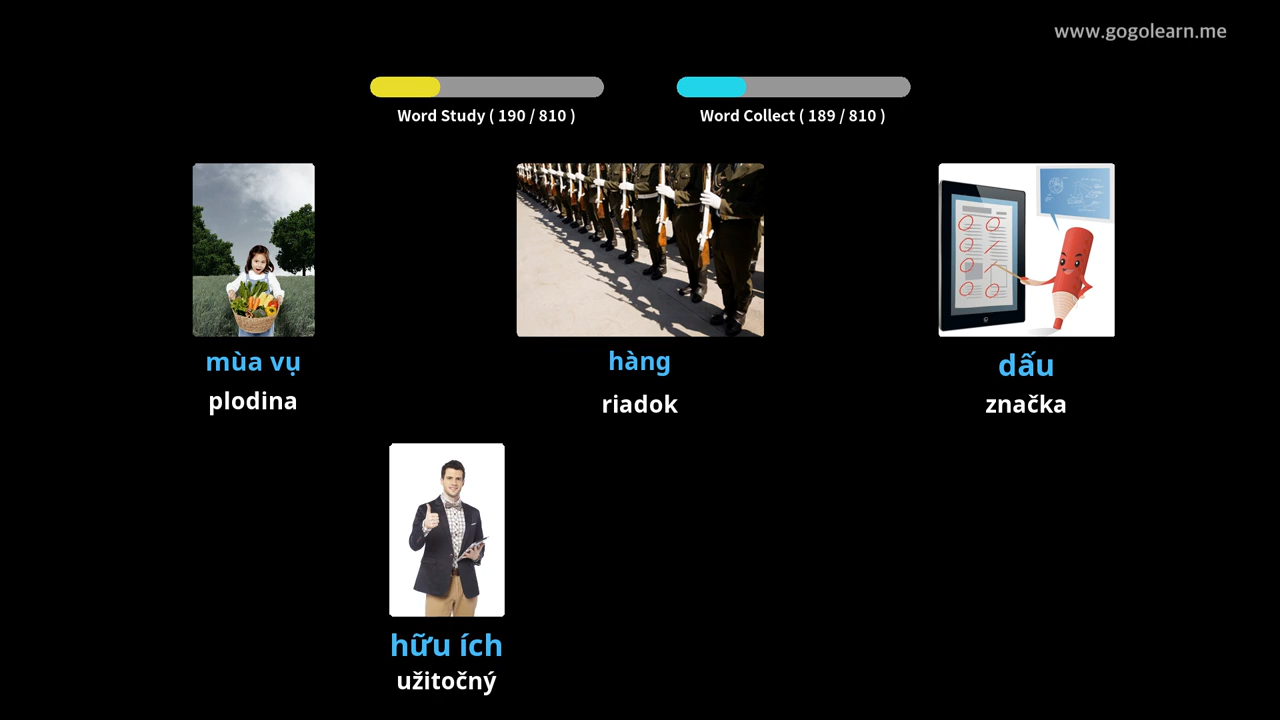 www.gogolearn.me
Word Study ( 190 / 810 )
Word Collect ( 189 / 810 )
mùa vụ
plodina
hàng
riadok
dấu
značka
hữu ích
užitočný